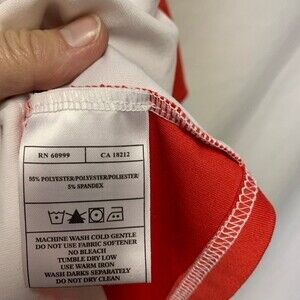 RN 60999 CA 18212
95% POLYESTER/POLYESTER/POLIESTER
5% SPANDEX
MACHINE WASH COLD GENTLE
DO NOT USE FABRIC SOFTENER
NO BLEACH
TUMBLE DRY LOW
USE WARM IRON
WASH DARKS SEPARATELY
DO NOT DRY CLEAN